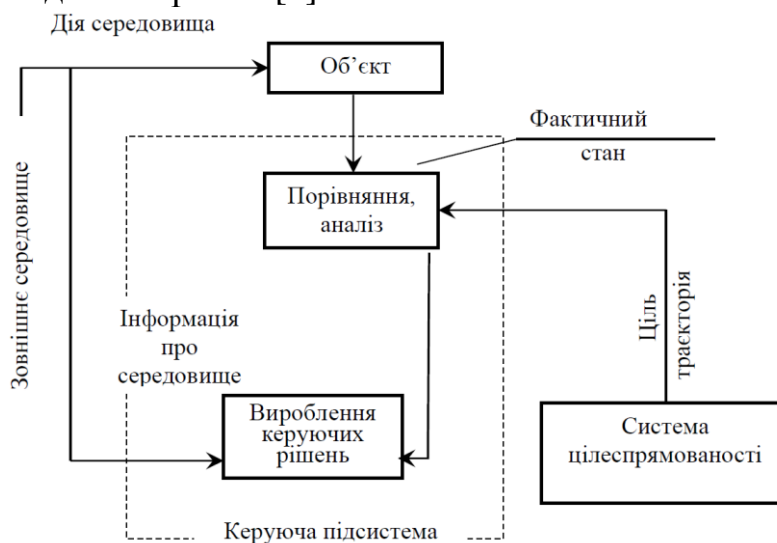 Дія середовища
Об’єкт
Фактичний
стан
Порівняння,
аналіз
Зовнішнє середовище
Ціль
траєкторія
Інформація
про
середовище
Вироблення
керуючих
рішень
Система
цілеспрямованості
Керуюча підсистема